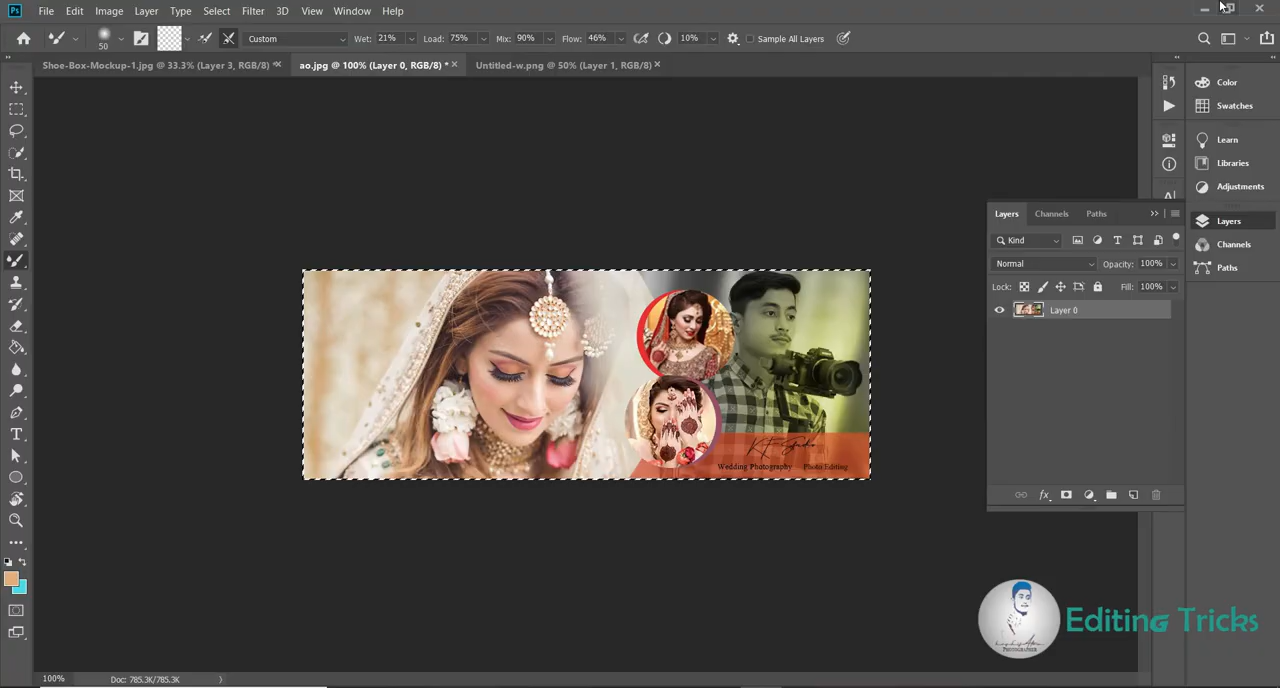 Ps File Edit Image Layer Type Select Filter 3D View Window Help
50 Custom Wet: 21% Load: 75% Mix: 90% Flow: 46% 10% Sample All Layers
Shoe-Box-Mockup-1.jpg @ 33.3% (Layer 3, RGB/8) * × ao.jpg @ 100% (Layer 0, RGB/8) * × Untitled-w.png @ 50% (Layer 1, RGB/8) ×
Color
Swatches
Learn
Libraries
Adjustments
Layers
Channels
Paths
Layers Channels Paths
Kind
Normal Opacity: 100%
Lock: Fill: 100%
Layer 0
fx
Wedding Photography Photo Editing
Editing Tricks
PHOTOGRAPHER
100% Doc: 785.3K/785.3K